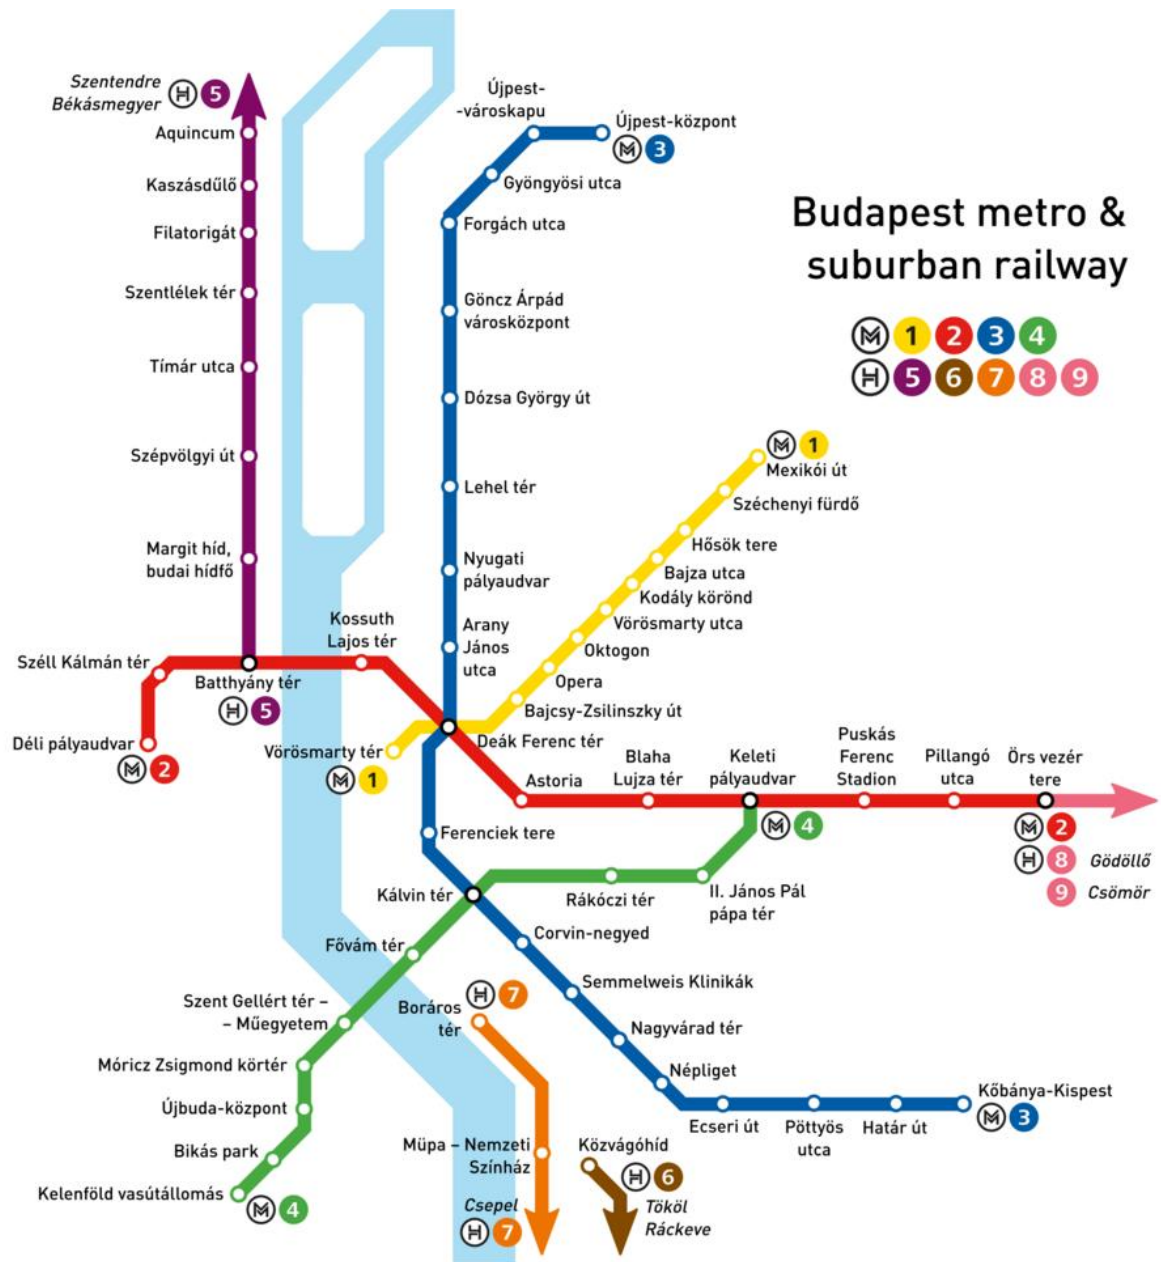 Budapest metro &
suburban railway
M 1 2 3 4
H 5 6 7 8 9
Szentendre
Békásmegyer
H 5
Aquincum
Kaszásdűlő
Filatorigát
Szentlélek tér
Tímár utca
Szépvölgyi út
Margit híd,
budai hídfő
Batthyány tér
H 5
Újpest-
-városkapu
Újpest-központ
M 3
Gyöngyösi utca
Forgách utca
Göncz Árpád
városközpont
Dózsa György út
Lehel tér
Nyugati
pályaudvar
Arany
János
utca
M 1
Mexikói út
Széchenyi fürdő
Hősök tere
Bajza utca
Kodály körönd
Vörösmarty utca
Oktogon
Opera
Bajcsy-Zsilinszky út
Deák Ferenc tér
Vörösmarty tér
M 1
Kossuth
Lajos tér
Széll Kálmán tér
Déli pályaudvar
M 2
Astoria
Blaha
Lujza tér
Keleti
pályaudvar
M 4
Puskás
Ferenc
Stadion
Pillangó
utca
Örs vezér
tere
M 2
H 8 Gödöllő
9 Csömör
Ferenciek tere
Kálvin tér
Rákóczi tér
II. János Pál
pápa tér
Corvin-negyed
Semmelweis Klinikák
Nagyvárad tér
Népliget
Ecseri út
Pöttyös
utca
Határ út
Kőbánya-Kispest
M 3
Fővám tér
Szent Gellért tér –
– Műegyetem
Móricz Zsigmond körtér
Újbuda-központ
Bikás park
Kelenföld vasútállomás
M 4
H 7
Boráros
tér
Müpa – Nemzeti
Színház
Csepel
H 7
Közvágóhíd
H 6
Tököl
Ráckeve